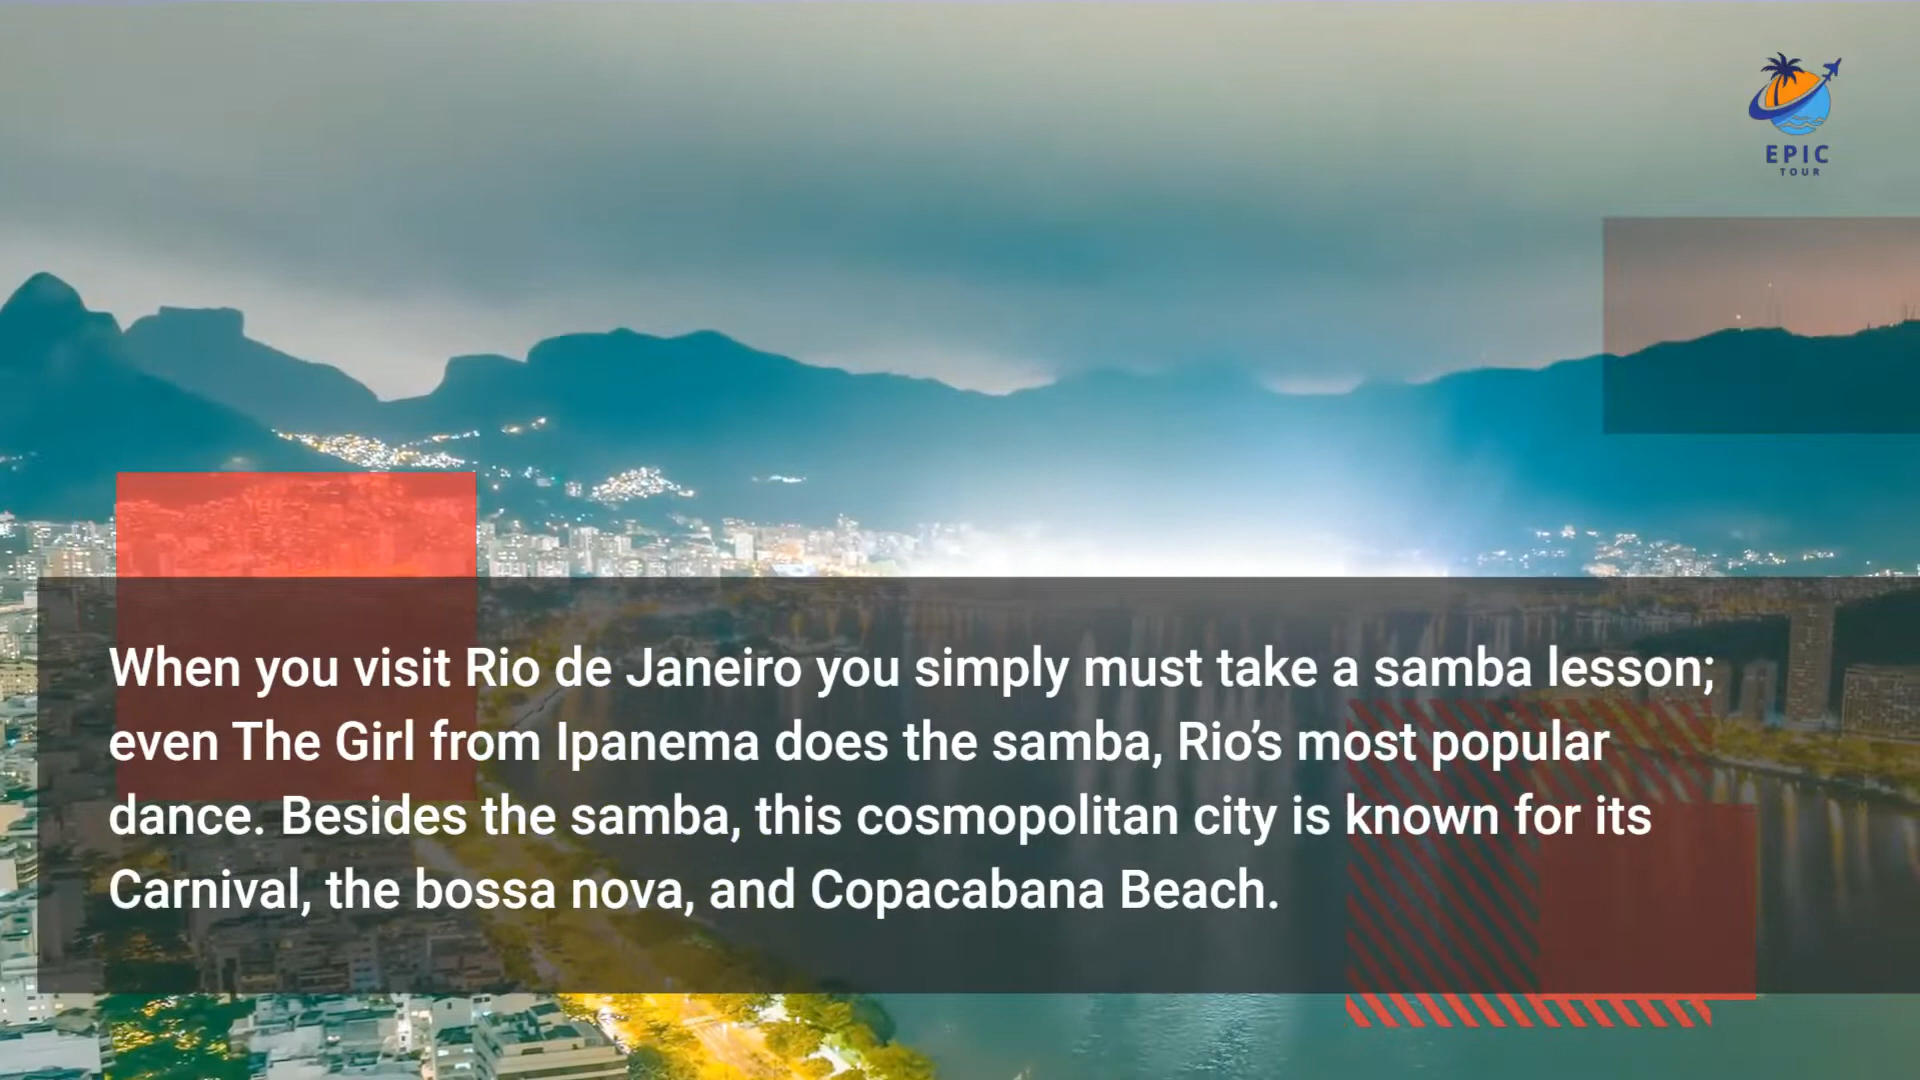 EPIC
TOUR
When you visit Rio de Janeiro you simply must take a samba lesson;
even The Girl from Ipanema does the samba, Rio’s most popular
dance. Besides the samba, this cosmopolitan city is known for its
Carnival, the bossa nova, and Copacabana Beach.